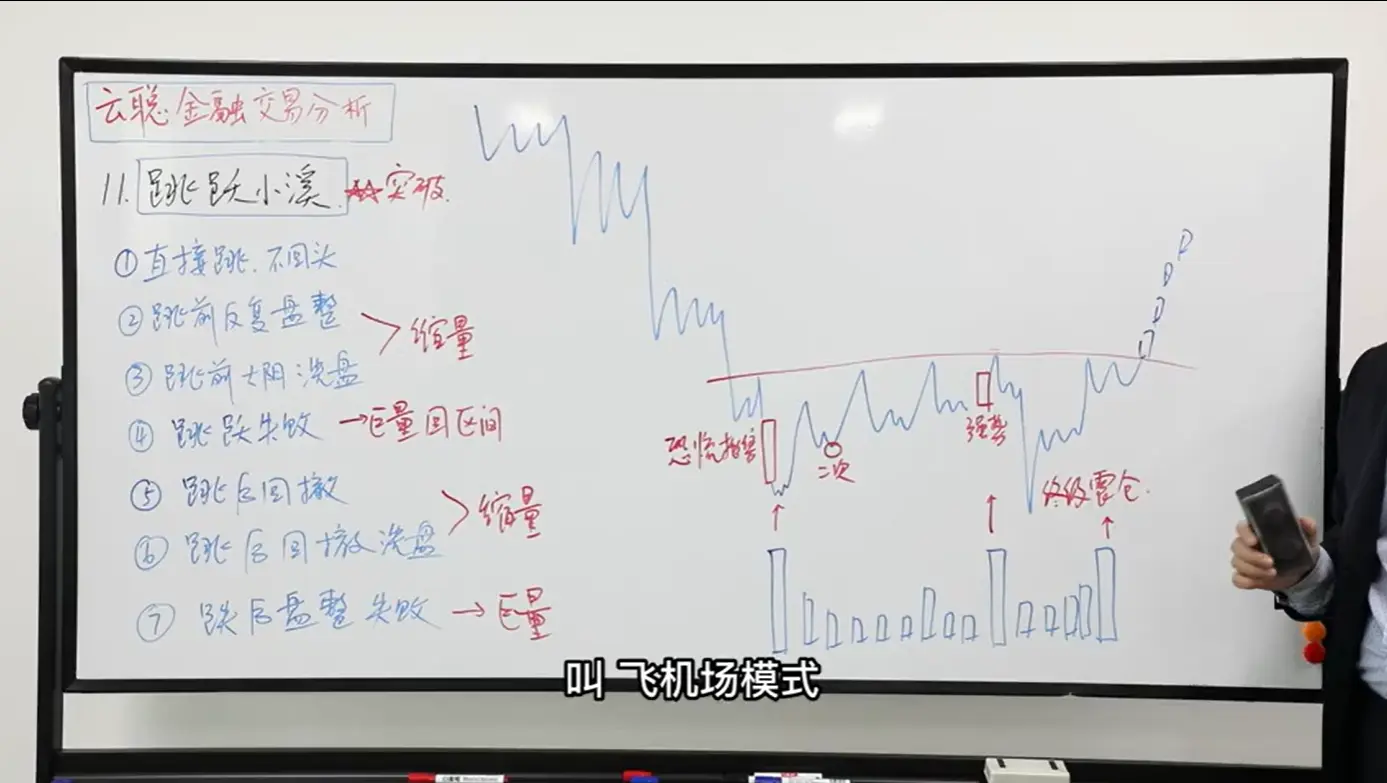 云聪金融交易分析
11. 跳跃小溪 突破
①直接跳.不回头
②跳前反复盘整
缩量
③跳前大阴洗盘
④跳跃失败→巨量回区间
⑤跳后回撤
缩量
⑥跳后回撤洗盘
⑦跌后盘整失败→巨量
恐慌抛售
二次
强势
终级震仓.
叫 飞机场模式